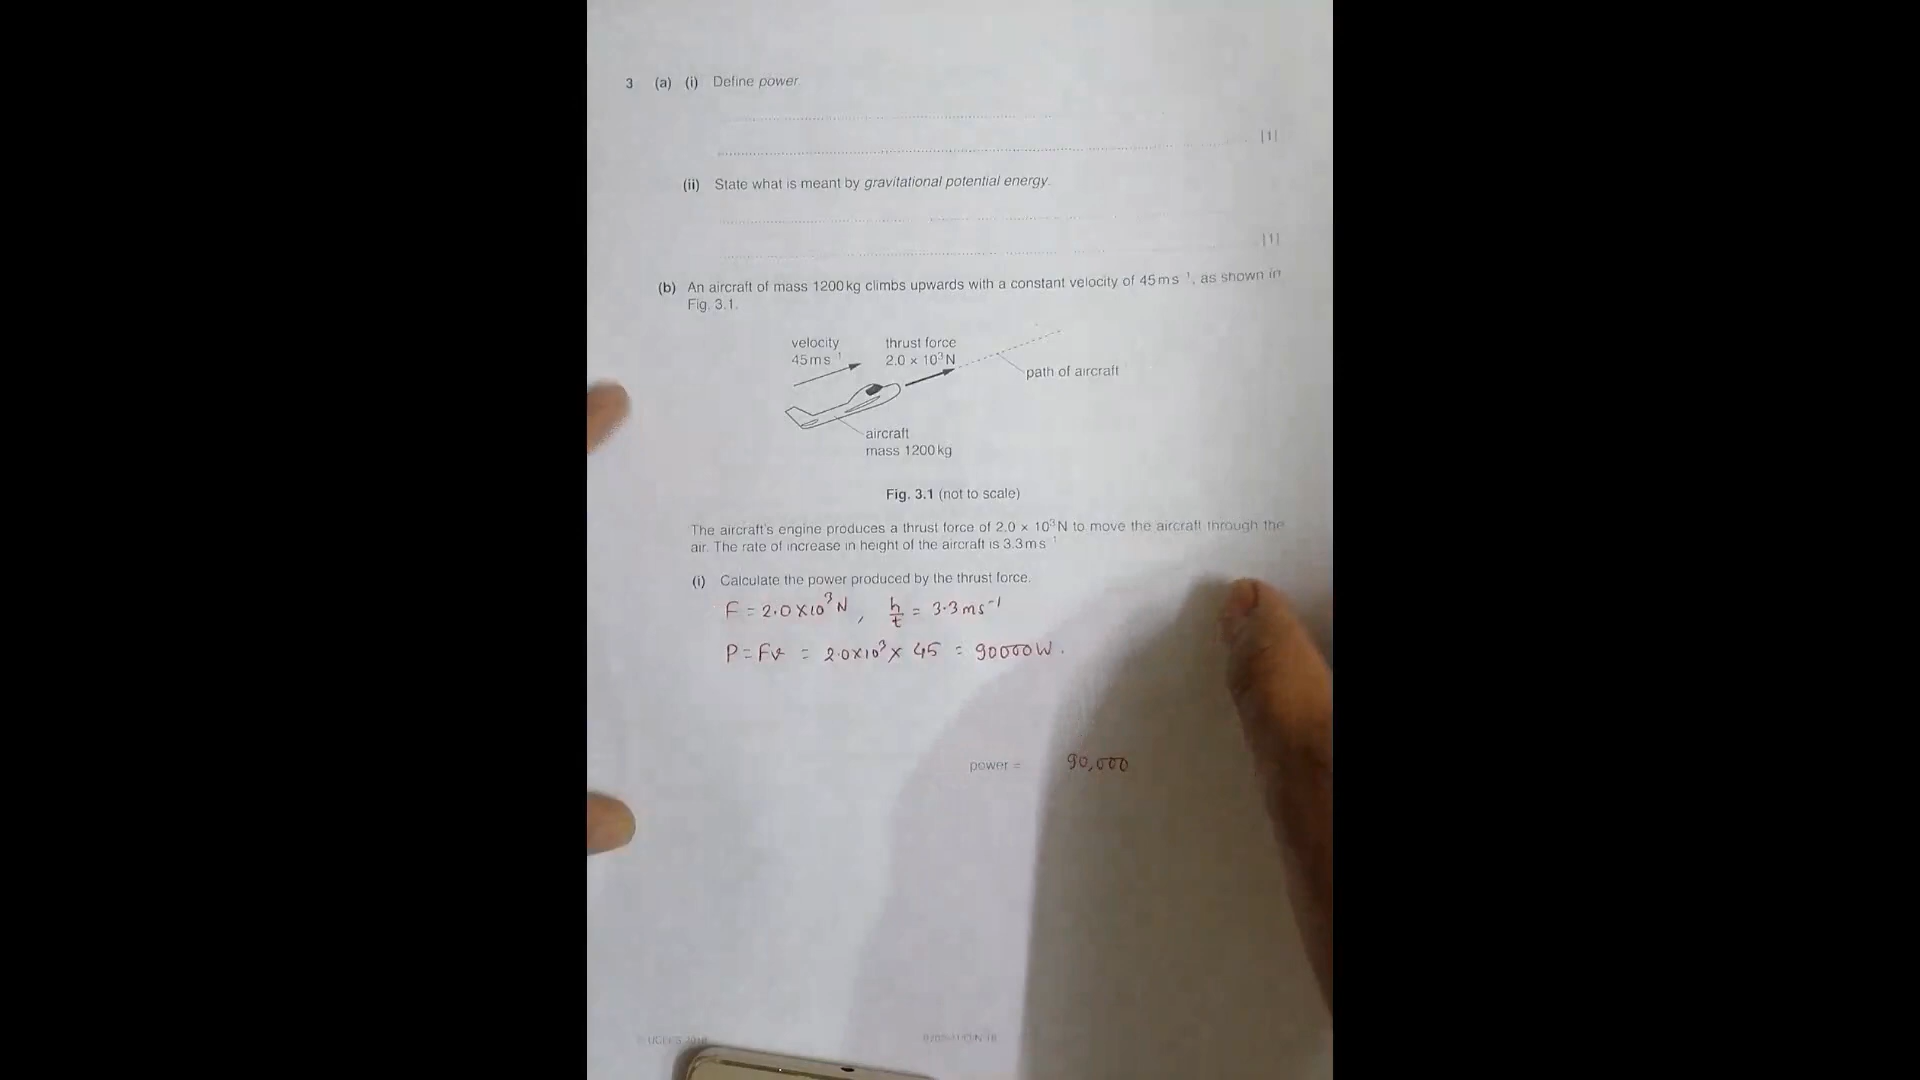 3 (a) (i) Define power.
[1]
(ii) State what is meant by gravitational potential energy.
[1]
(b) An aircraft of mass 1200 kg climbs upwards with a constant velocity of 45 m s⁻¹, as shown in
Fig. 3.1.
velocity
45 m s⁻¹
thrust force
2.0 × 10³ N
path of aircraft
aircraft
mass 1200 kg
Fig. 3.1 (not to scale)
The aircraft's engine produces a thrust force of 2.0 × 10³ N to move the aircraft through the
air. The rate of increase in height of the aircraft is 3.3 m s⁻¹
(i) Calculate the power produced by the thrust force.
F = 2.0×10³ N, h/t = 3.3 ms⁻¹
P = Fv = 2.0×10³ × 45 = 90000 W.
power = 90,000
© UCLES 2018